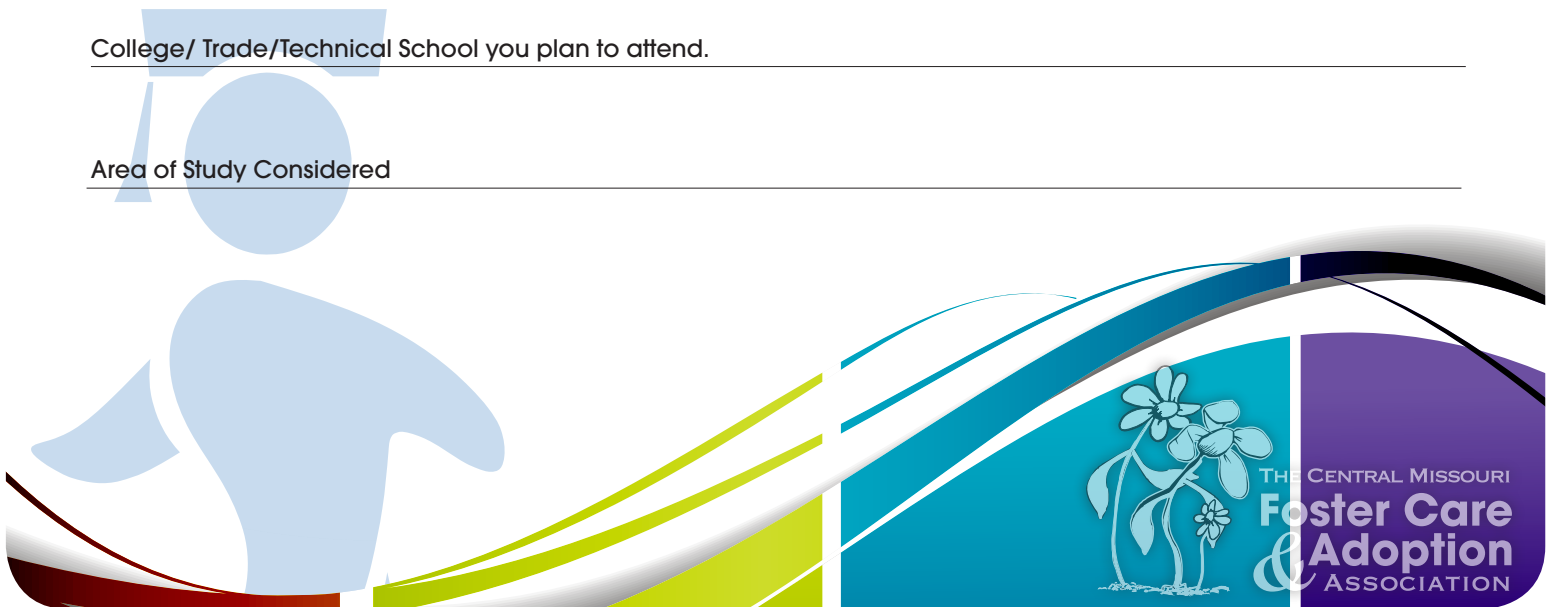 College/ Trade/Technical School you plan to attend.
Area of Study Considered
THE CENTRAL MISSOURI
Foster Care
& Adoption
ASSOCIATION